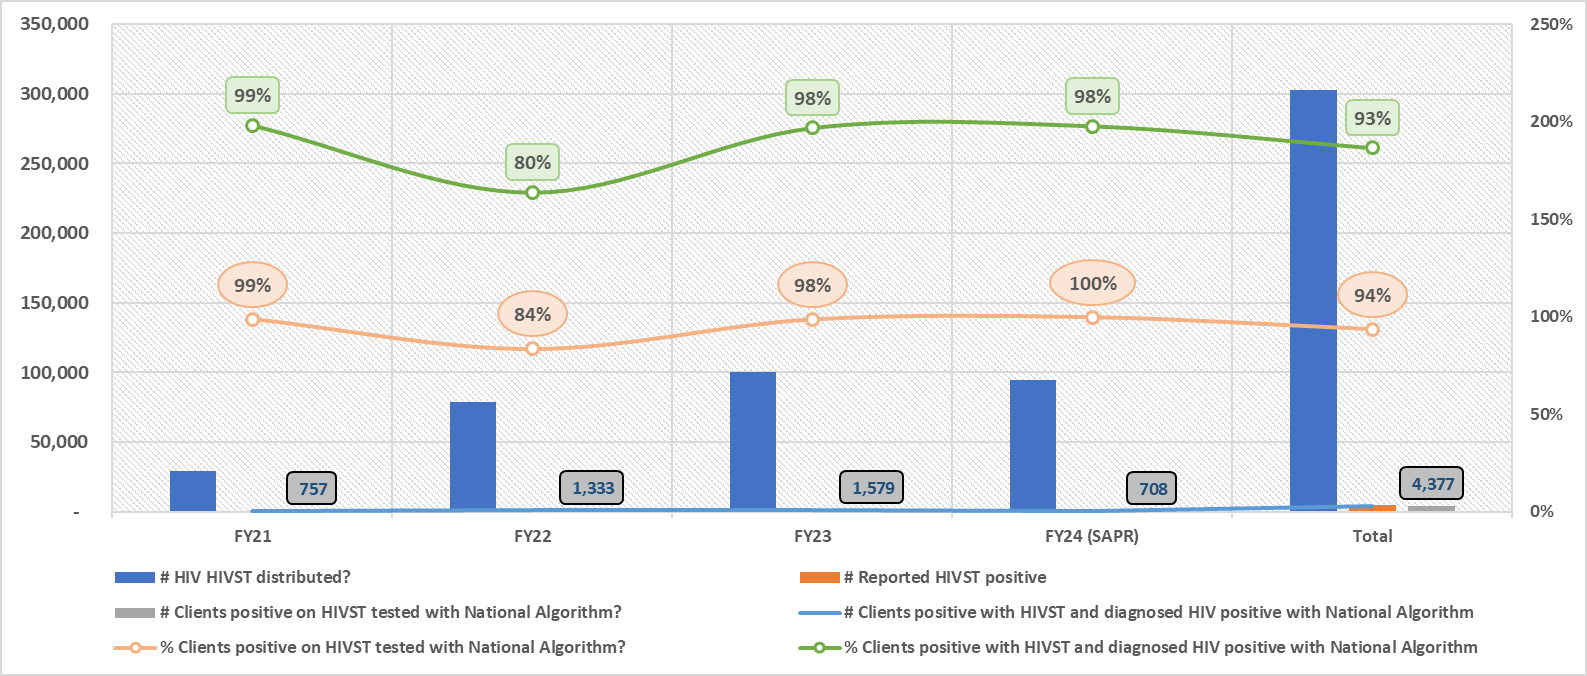 350,000
300,000
250,000
200,000
150,000
100,000
50,000
-
250%
200%
150%
100%
50%
0%
99%
80%
98%
98%
93%
99%
84%
98%
100%
94%
757
1,333
1,579
708
4,377
FY21
FY22
FY23
FY24 (SAPR)
Total
# HIV HIVST distributed?
# Reported HIVST positive
# Clients positive on HIVST tested with National Algorithm?
# Clients positive with HIVST and diagnosed HIV positive with National Algorithm
% Clients positive on HIVST tested with National Algorithm?
% Clients positive with HIVST and diagnosed HIV positive with National Algorithm